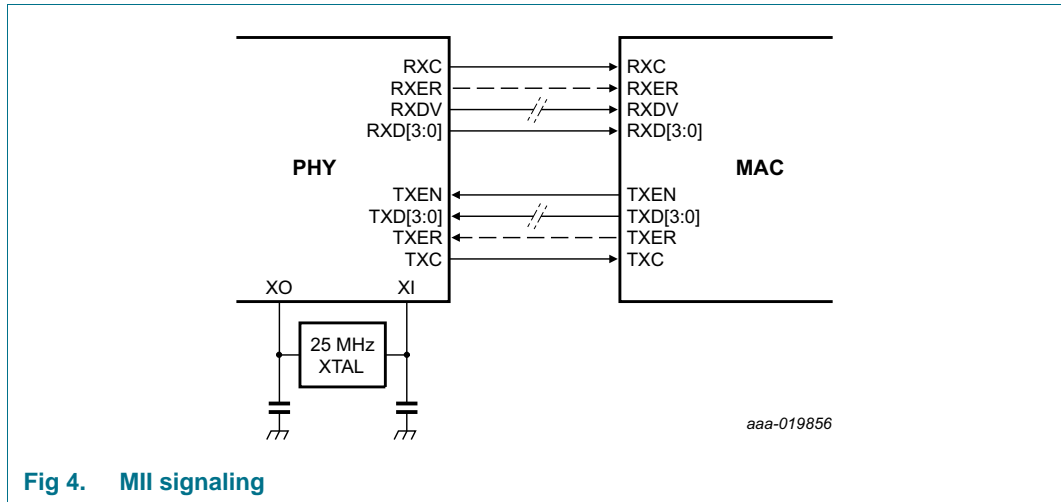 RXC RXC
RXER RXER
RXDV RXDV
RXD[3:0] RXD[3:0]
PHY MAC
TXEN TXEN
TXD[3:0] TXD[3:0]
TXER TXER
TXC TXC
XO XI
25 MHz
XTAL
aaa-019856
Fig 4. MII signaling